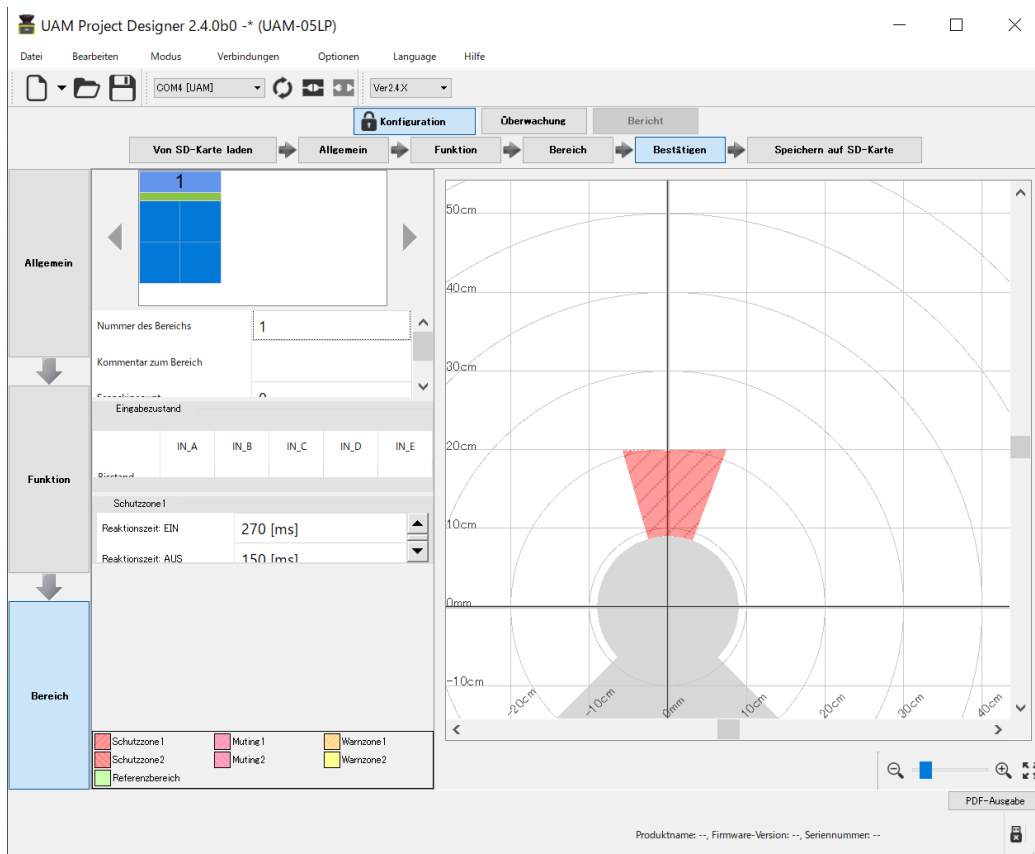 UAM Project Designer 2.4.0b0 -* (UAM-05LP)
Datei Bearbeiten Modus Verbindungen Optionen Language Hilfe
COM4 [UAM] Ver2.4.X
Konfiguration Überwachung Bericht
Von SD-Karte laden Allgemein Funktion Bereich Bestätigen Speichern auf SD-Karte
Allgemein
Funktion
Bereich
1
Nummer des Bereichs 1
Kommentar zum Bereich
0
Eingabezustand
IN_A IN_B IN_C IN_D IN_E
Schutzzone1
Reaktionszeit: EIN 270 [ms]
Reaktionszeit: AUS 150 [ms]
Schutzzone1 Muting1 Warnzone1
Schutzzone2 Muting2 Warnzone2
Referenzbereich
50cm
40cm
30cm
20cm
10cm
0mm
-10cm
-20cm -10cm 0mm 10cm 20cm 30cm 40cm
PDF-Ausgabe
Produktname: --, Firmware-Version: --, Seriennummer: --